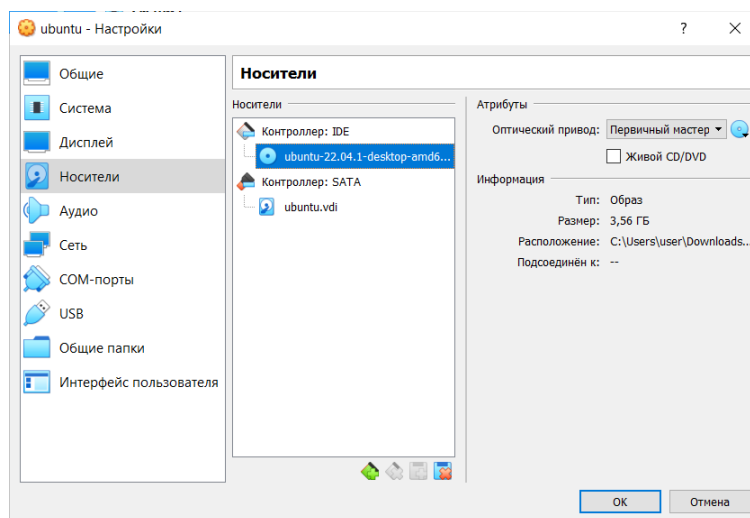 ubuntu - Настройки
?
Общие
Система
Дисплей
Носители
Аудио
Сеть
COM-порты
USB
Общие папки
Интерфейс пользователя
Носители
Носители
Контроллер: IDE
ubuntu-22.04.1-desktop-amd6...
Контроллер: SATA
ubuntu.vdi
Атрибуты
Оптический привод: Первичный мастер
Живой CD/DVD
Информация
Тип: Образ
Размер: 3,56 ГБ
Расположение: C:\Users\user\Downloads...
Подсоединён к: --
OK
Отмена